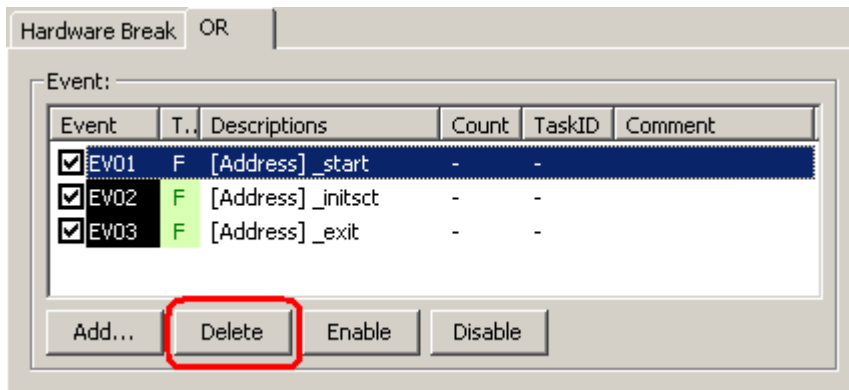 Hardware Break OR
Event:
Event T.. Descriptions Count TaskID Comment
EV01 F [Address] _start - -
EV02 F [Address] _initsct - -
EV03 F [Address] _exit - -
Add... Delete Enable Disable